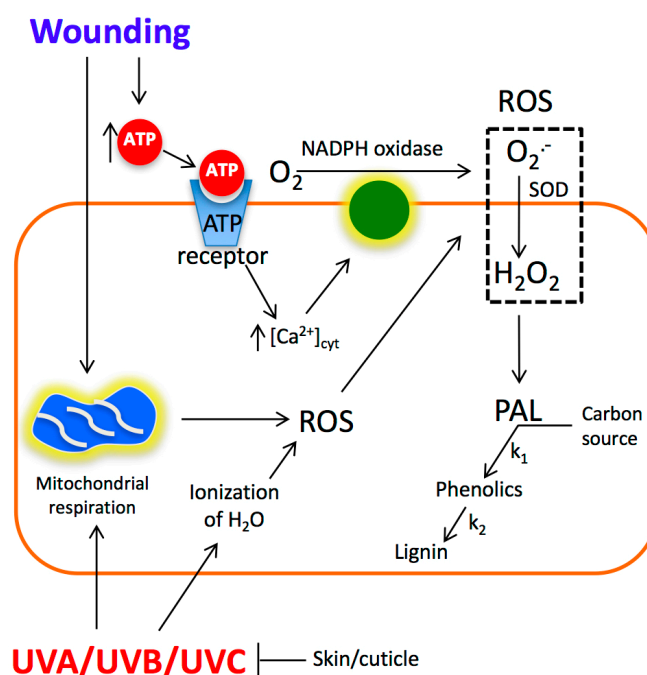 Wounding
ATP
ATP
ROS
NADPH oxidase
O₂
O₂·⁻
SOD
ATP
receptor
H₂O₂
[Ca²⁺]cyt
PAL
Carbon
source
ROS
k₁
Mitochondrial
respiration
Ionization
of H₂O
Phenolics
k₂
Lignin
UVA/UVB/UVC
Skin/cuticle